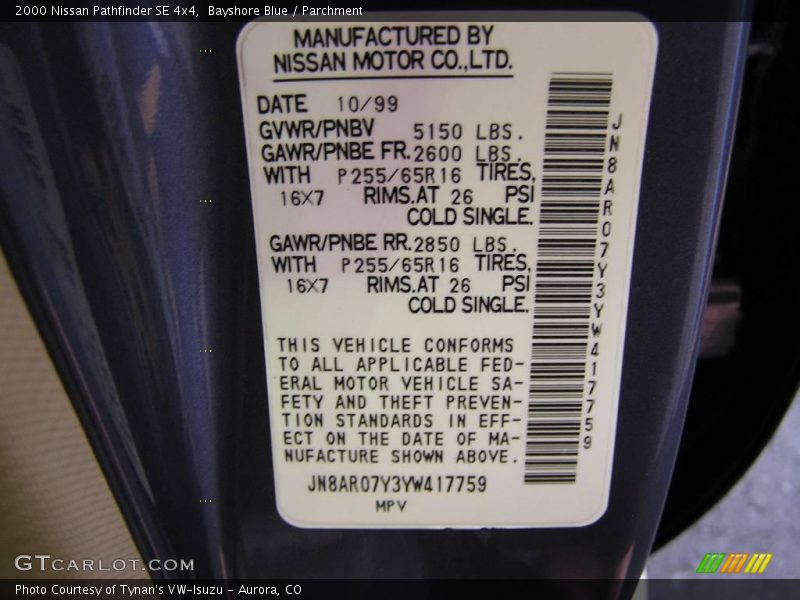 2000 Nissan Pathfinder SE 4x4,  Bayshore Blue / Parchment
MANUFACTURED BY
NISSAN MOTOR CO.,LTD.
DATE 10/99
GVWR/PNBV 5150 LBS.
GAWR/PNBE FR. 2600 LBS.
WITH P255/65R16 TIRES,
16X7 RIMS.AT 26 PSI
COLD SINGLE.
GAWR/PNBE RR. 2850 LBS.
WITH P255/65R16 TIRES,
16X7 RIMS.AT 26 PSI
COLD SINGLE.
THIS VEHICLE CONFORMS
TO ALL APPLICABLE FED-
ERAL MOTOR VEHICLE SA-
FETY AND THEFT PREVEN-
TION STANDARDS IN EFF-
ECT ON THE DATE OF MA-
NUFACTURE SHOWN ABOVE.
JN8AR07Y3YW417759
MPV
JN8AR07Y3YW417759
GTCARLOT.COM
Photo Courtesy of Tynan's VW-Isuzu - Aurora, CO